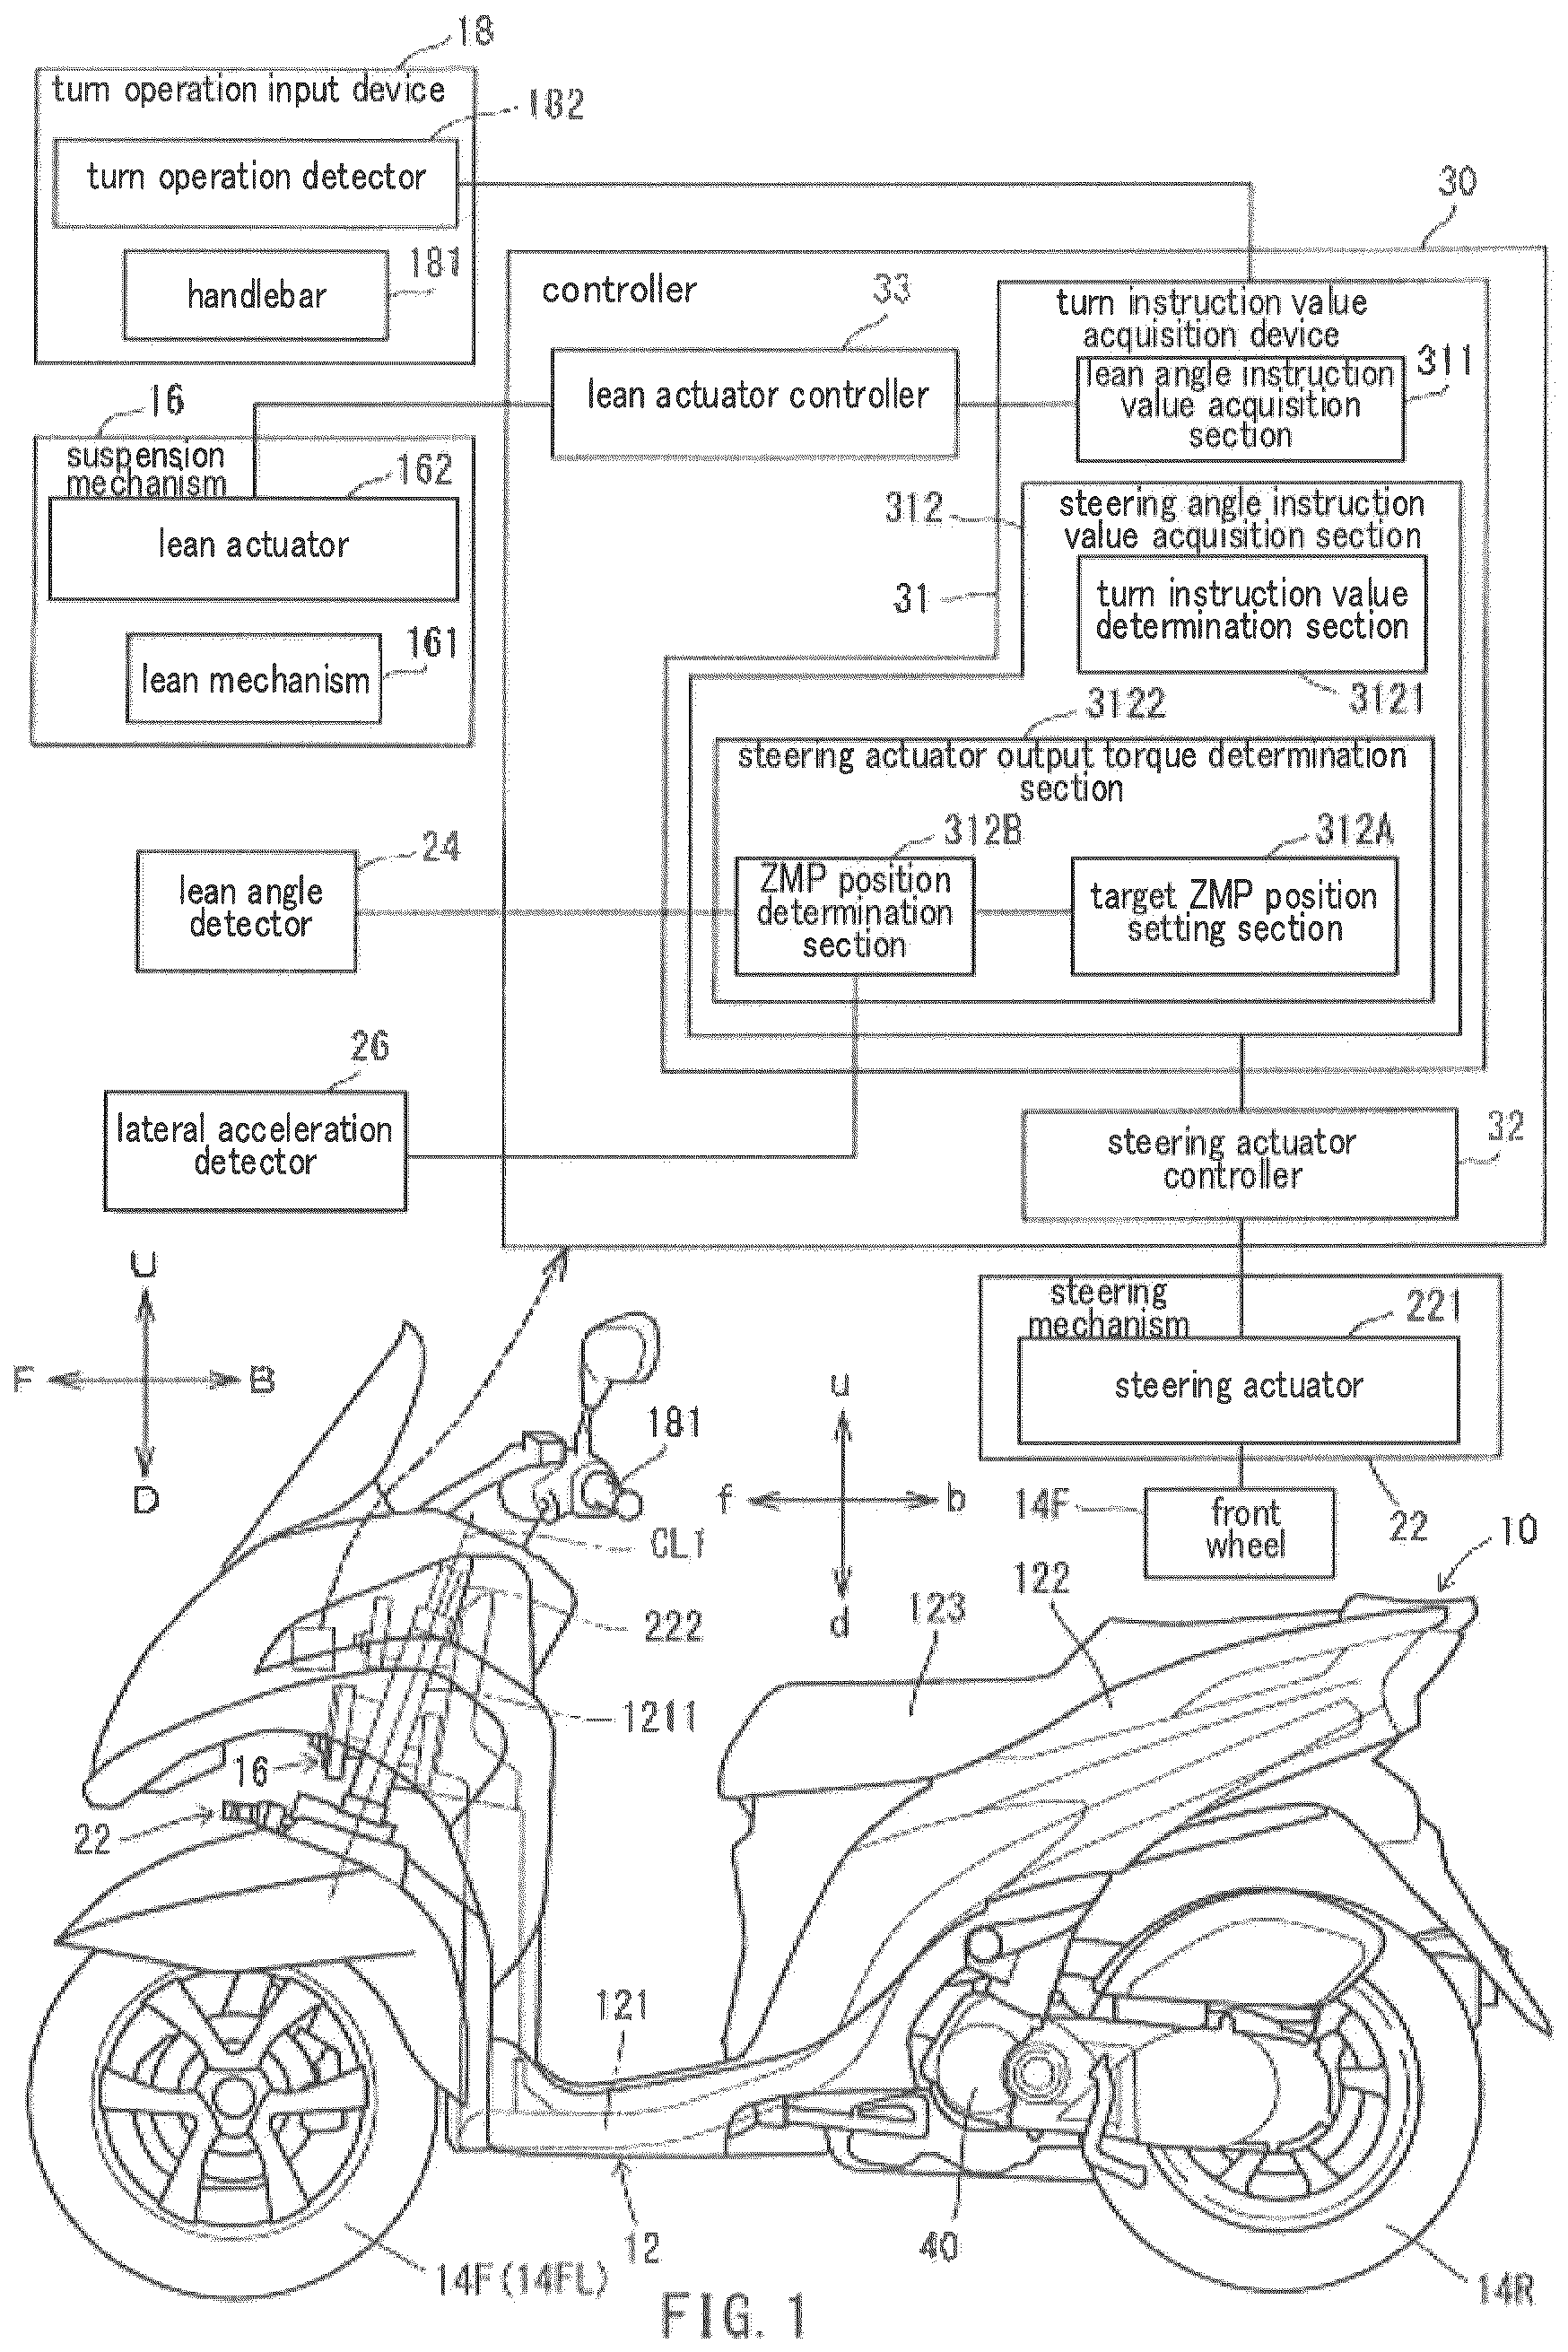 18
turn operation input device
182
turn operation detector
181
handlebar
30
controller
33
lean actuator controller
turn instruction value
acquisition device
311
lean angle instruction
value acquisition
section
16
suspension
mechanism
162
lean actuator
161
lean mechanism
312
steering angle instruction
value acquisition section
31
turn instruction value
determination section
3121
3122
steering actuator output torque determination
section
312B
ZMP position
determination
section
312A
target ZMP position
setting section
24
lean angle
detector
26
lateral acceleration
detector
32
steering actuator
controller
steering
mechanism
221
steering actuator
22
14F
front
wheel
U
F B
D
u
f b
d
181
CL1
222
1211
16
22
123
122
10
121
12
40
14F(14FL)
14R
FIG. 1